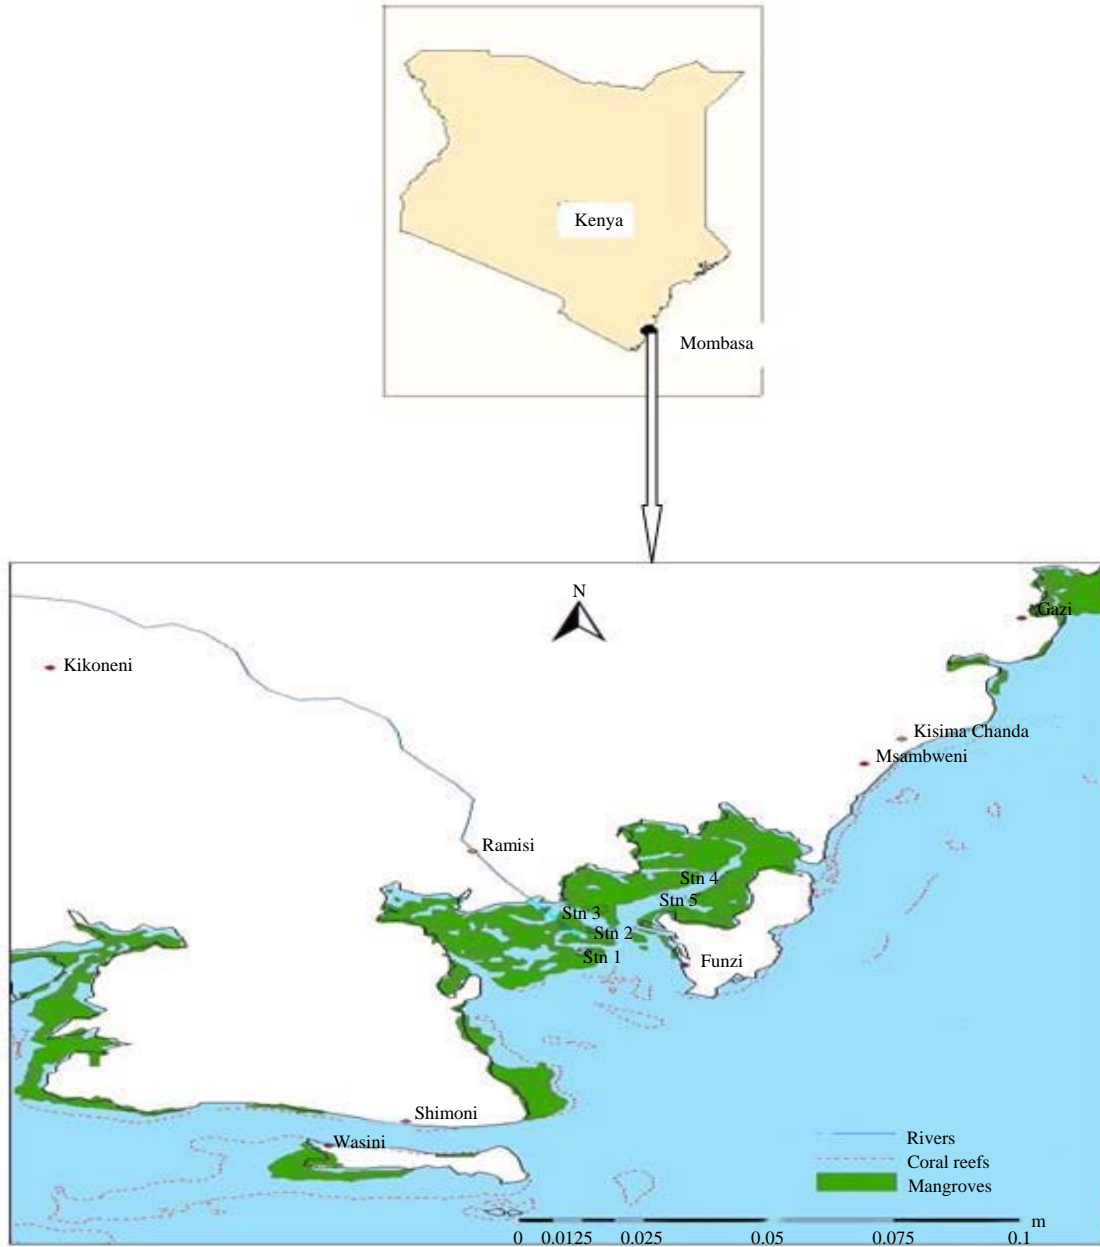 Kenya
Mombasa
N
Gazi
Kikoneni
Kisima Chanda
Msambweni
Ramisi
Stn 4
Stn 5
Stn 3
Stn 2
Stn 1
Funzi
Shimoni
Wasini
Rivers
Coral reefs
Mangroves
m
0 0.0125 0.025 0.05 0.075 0.1